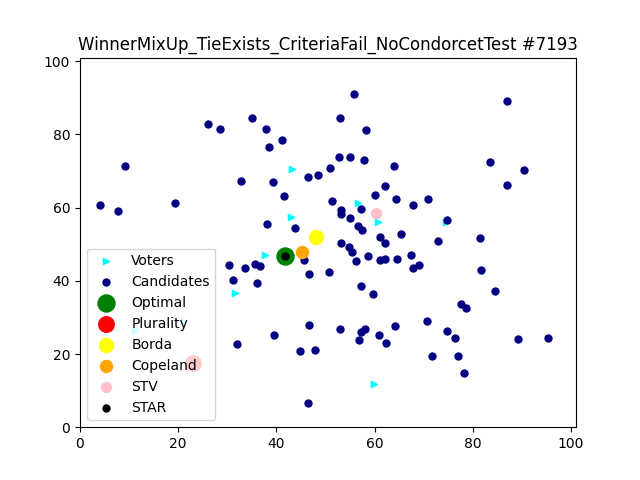 WinnerMixUp_TieExists_CriteriaFail_NoCondorcetTest #7193
100
80
60
40
20
0
Voters
Candidates
Optimal
Plurality
Borda
Copeland
STV
STAR
0 20 40 60 80 100